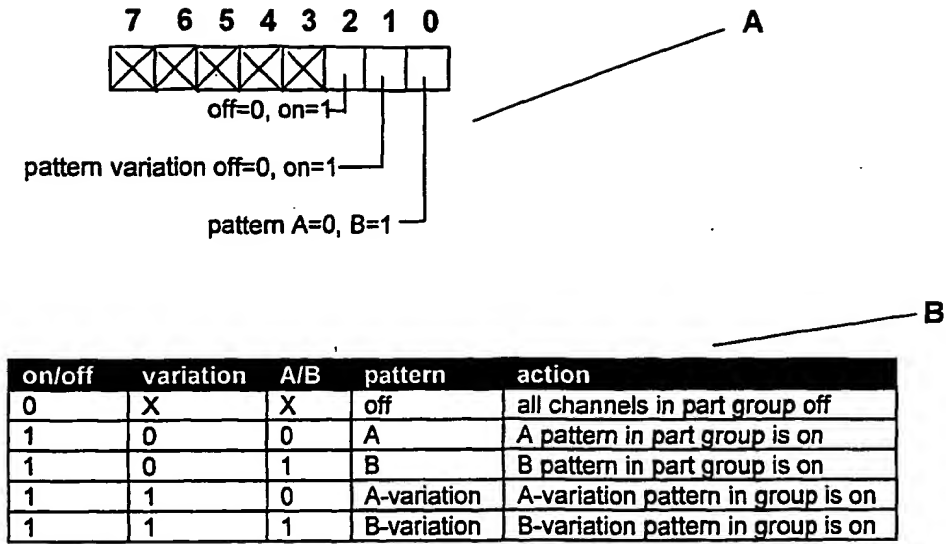 7 6 5 4 3 2 1 0
A
off=0, on=1
pattern variation off=0, on=1
pattern A=0, B=1
B
on/off variation A/B pattern action
0 X X off all channels in part group off
1 0 0 A A pattern in part group is on
1 0 1 B B pattern in part group is on
1 1 0 A-variation A-variation pattern in group is on
1 1 1 B-variation B-variation pattern in group is on